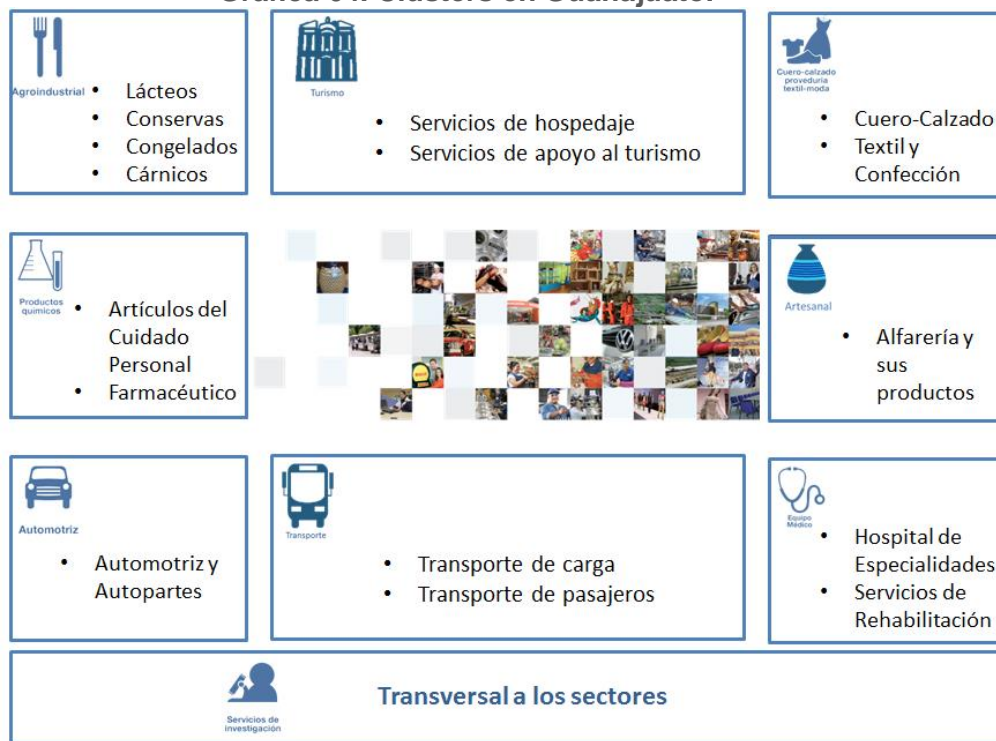 Agroindustrial
• Lácteos
• Conservas
• Congelados
• Cárnicos
Turismo
• Servicios de hospedaje
• Servicios de apoyo al turismo
Cuero-calzado
proveduria
textil-moda
• Cuero-Calzado
• Textil y
Confección
Productos
químicos
• Artículos del
Cuidado
Personal
• Farmacéutico
Artesanal
• Alfarería y
sus
productos
Automotriz
• Automotriz y
Autopartes
Transporte
• Transporte de carga
• Transporte de pasajeros
Equipo
Médico
• Hospital de
Especialidades
• Servicios de
Rehabilitación
Servicios de
investigación
Transversal a los sectores